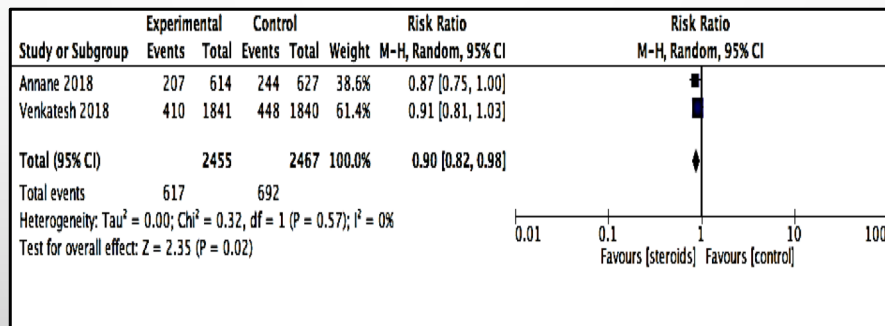 Experimental Control Risk Ratio Risk Ratio
Study or Subgroup Events Total Events Total Weight M-H, Random, 95% CI M-H, Random, 95% CI
Annane 2018 207 614 244 627 38.6% 0.87 [0.75, 1.00]
Venkatesh 2018 410 1841 448 1840 61.4% 0.91 [0.81, 1.03]
Total (95% CI) 2455 2467 100.0% 0.90 [0.82, 0.98]
Total events 617 692
Heterogeneity: Tau² = 0.00; Chi² = 0.32, df = 1 (P = 0.57); I² = 0%
Test for overall effect: Z = 2.35 (P = 0.02)
0.01 0.1 1 10 100
Favours [steroids] Favours [control]